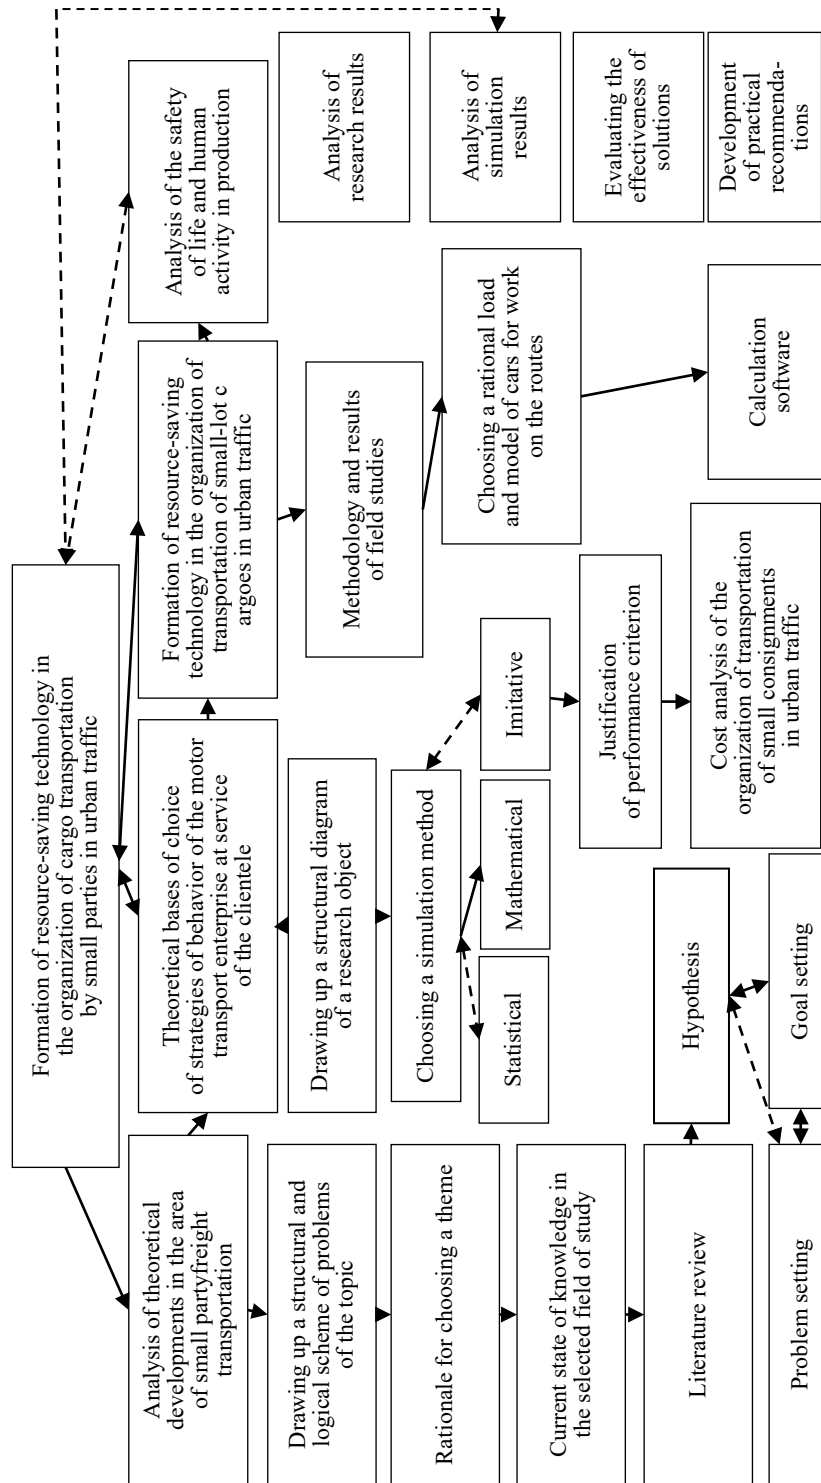 Formation of resource-saving technology in
the organization of cargo transportation
by small parties in urban traffic
Analysis of theoretical
developments in the area
of small partyfreight
transportation
Theoretical bases of choice
of strategies of behavior of the motor
transport enterprise at service
of the clientele
Formation of resource-saving
technology in the organization of
transportation of small-lot c
argoes in urban traffic
Analysis of the safety
of life and human
activity in production
Drawing up a structural and
logical scheme of problems
of the topic
Drawing up a structural diagram
of a research object
Methodology and results
of field studies
Analysis of
research results
Rationale for choosing a theme
Choosing a simulation method
Choosing a rational load
and model of cars for work
on the routes
Analysis of
simulation
results
Current state of knowledge in
the selected field of study
Statistical
Mathematical
Imitative
Evaluating the
effectiveness of
solutions
Literature review
Hypothesis
Justification
of performance criterion
Development
of practical
recommenda-
tions
Problem setting
Goal setting
Cost analysis of the
organization of transportation
of small consignments
in urban traffic
Calculation
software